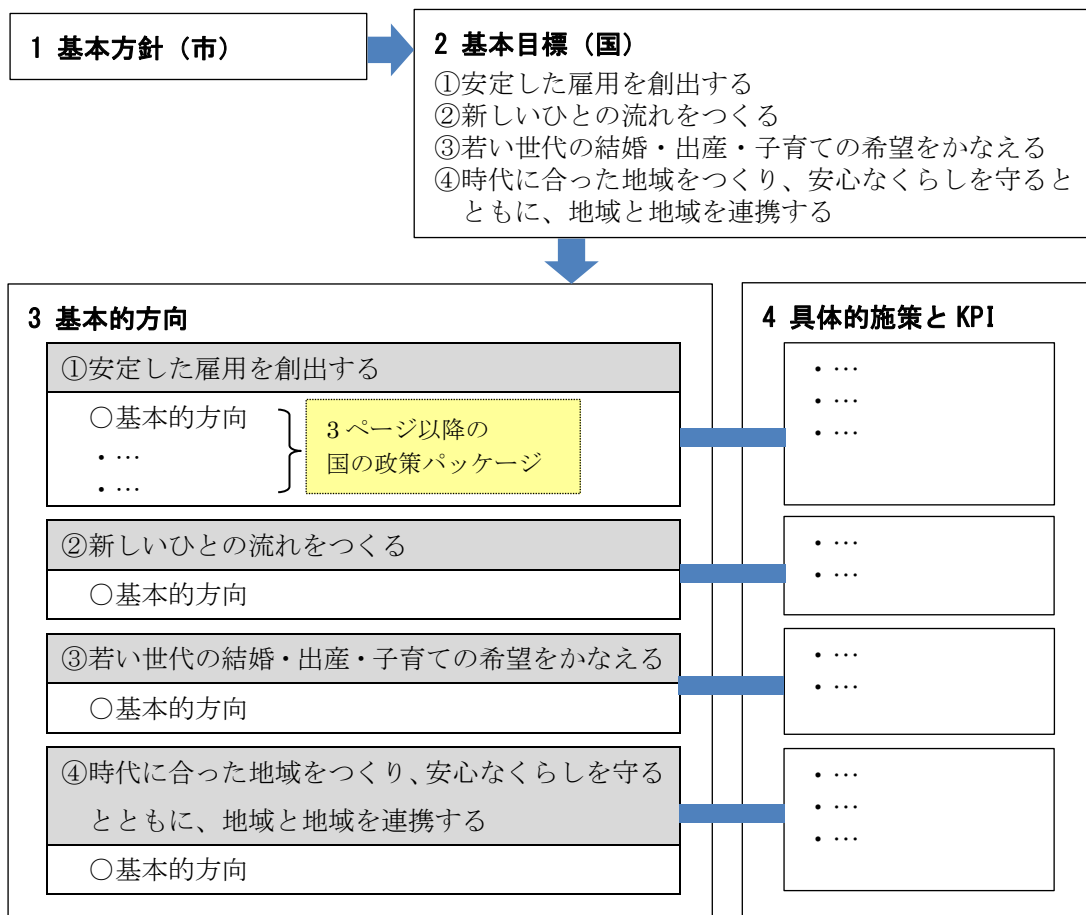 1 基本方針（市）
2 基本目標（国）
①安定した雇用を創出する
②新しいひとの流れをつくる
③若い世代の結婚・出産・子育ての希望をかなえる
④時代に合った地域をつくり、安心なくらしを守ると
ともに、地域と地域を連携する
3 基本的方向
①安定した雇用を創出する
○基本的方向
・…
・…
3 ページ以降の
国の政策パッケージ
②新しいひとの流れをつくる
○基本的方向
③若い世代の結婚・出産・子育ての希望をかなえる
○基本的方向
④時代に合った地域をつくり、安心なくらしを守る
とともに、地域と地域を連携する
○基本的方向
4 具体的施策と KPI
・…
・…
・…
・…
・…
・…
・…
・…
・…
・…